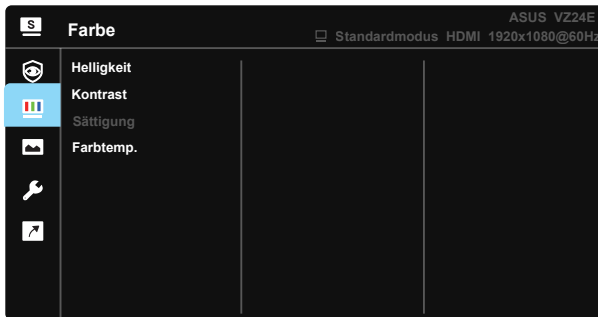 S
Farbe
ASUS VZ24E
Standardmodus HDMI 1920x1080@60Hz
Helligkeit
Kontrast
Sättigung
Farbtemp.